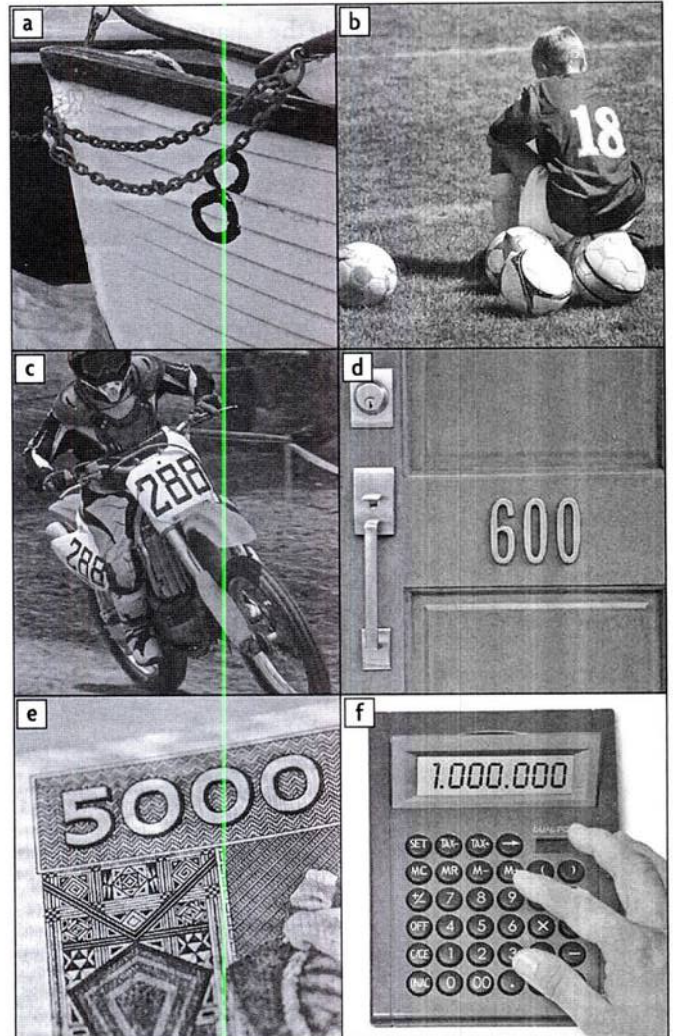 a
8
b
18
c
288
288
d
600
e
5000
f
1.000.000
SET TAX- TAX+ →
MC MR M- M+ ( )
7 8 9
OFF 4 5 6 ×
C/CE 1 2 3 −
0 00 .